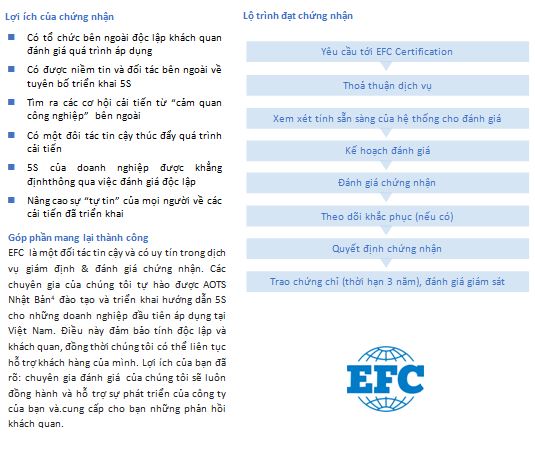 Lợi ích của chứng nhận
Có tổ chức bên ngoài độc lập khách quan
đánh giá quá trình áp dụng
Có được niềm tin và đối tác bên ngoài về
tuyên bố triển khai 5S
Tìm ra các cơ hội cải tiến từ “cảm quan
công nghiệp” bên ngoài
Có một đôi tác tin cậy thúc đẩy quá trình
cải tiến
5S của doanh nghiệp được khẳng
địnhthông qua việc đánh giá độc lập
Nâng cao sự “tự tin” của mọi người về các
cải tiến đã triển khai
Góp phần mang lại thành công
EFC là một đối tác tin cậy và có uy tín trong dịch
vụ giám định & đánh giá chứng nhận. Các
chuyên gia của chúng tôi tự hào được AOTS
Nhật Bản⁴ đào tạo và triển khai hướng dẫn 5S
cho những doanh nghiệp đầu tiên áp dụng tại
Việt Nam. Điều này đảm bảo tính độc lập và
khách quan, đồng thời chúng tôi có thể liên tục
hỗ trợ khách hàng của mình. Lợi ích của bạn đã
rõ: chuyên gia đánh giá của chúng tôi sẽ luôn
đồng hành và hỗ trợ sự phát triển của công ty
của bạn và.cung cấp cho bạn những phản hồi
khách quan.
Lộ trình đạt chứng nhận
Yêu cầu tới EFC Certification
Thoả thuận dịch vụ
Xem xét tính sẵn sàng của hệ thống cho đánh giá
Kế hoạch đánh giá
Đánh giá chứng nhận
Theo dõi khắc phục (nếu có)
Quyết định chứng nhận
Trao chứng chỉ (thời hạn 3 năm), đánh giá giám sát
EFC